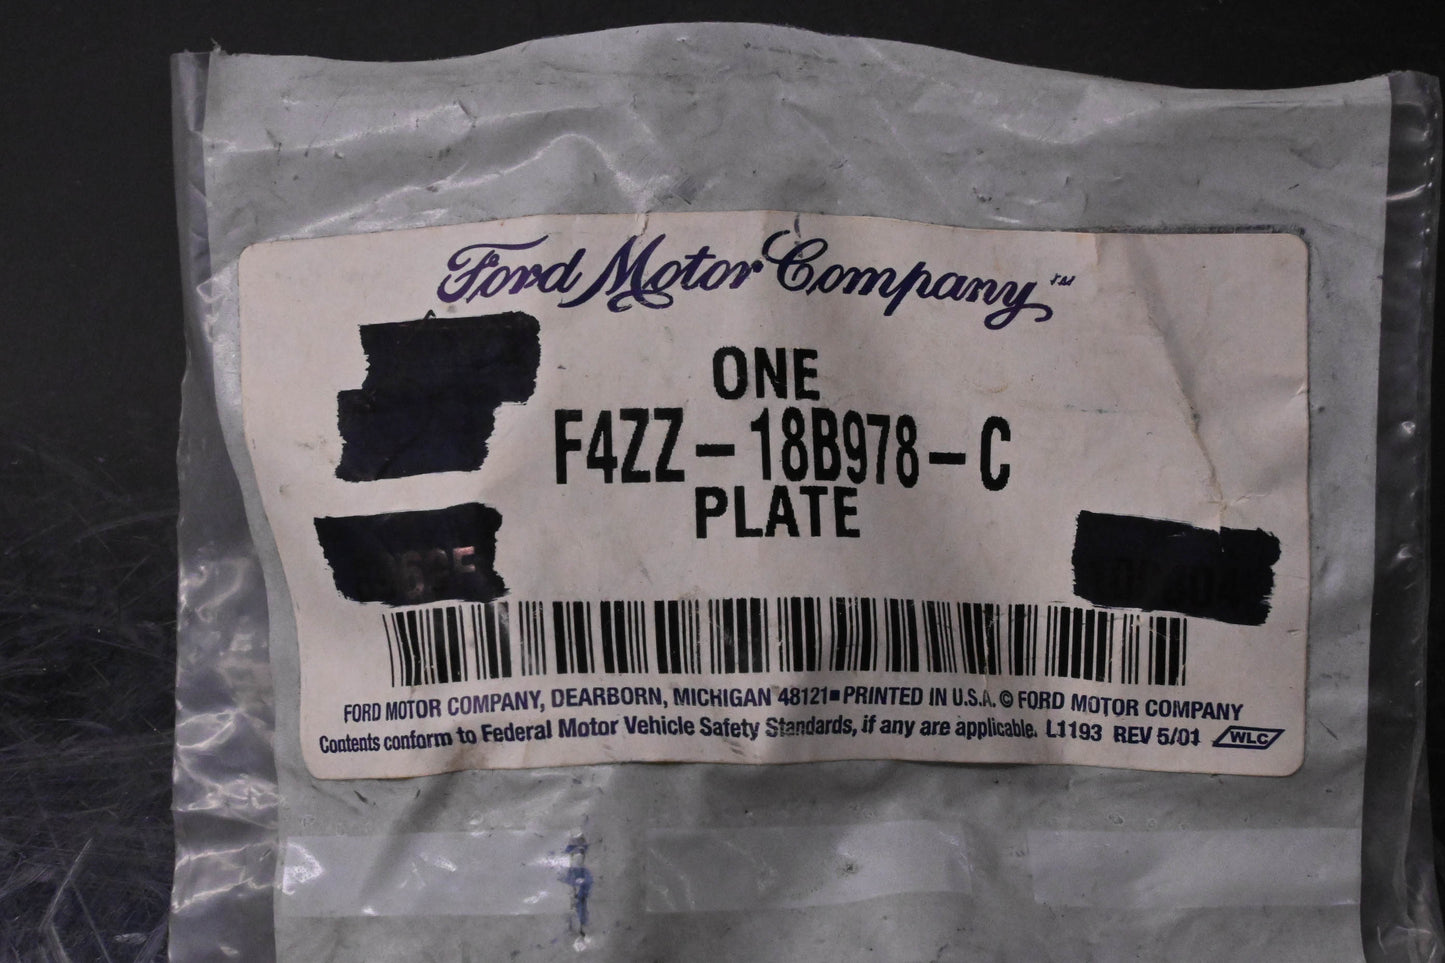 Ford Motor Company™
ONE
F4ZZ-18B978-C
PLATE
FORD MOTOR COMPANY, DEARBORN, MICHIGAN 48121■PRINTED IN U.S.A. © FORD MOTOR COMPANY
Contents conform to Federal Motor Vehicle Safety Standards, if any are applicable. L1193 REV 5/01 WLC